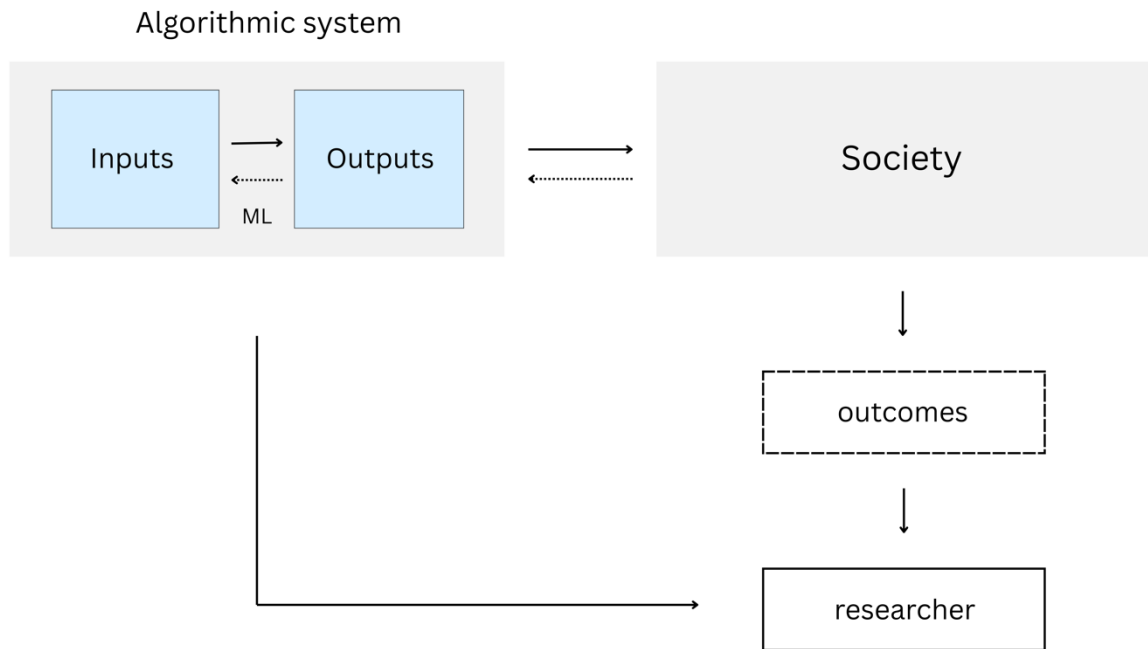 Algorithmic system
Inputs
Outputs
ML
Society
outcomes
researcher